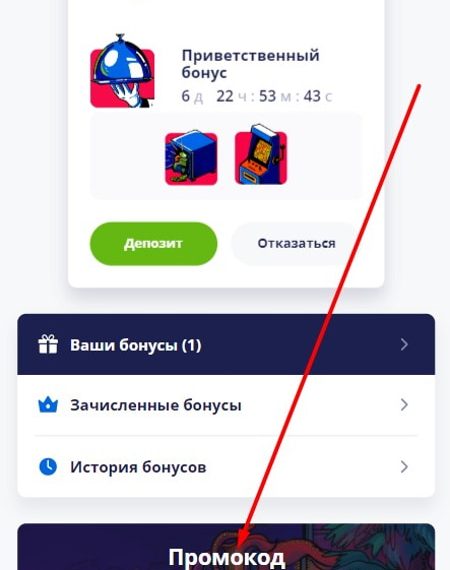 Приветственный
бонус
6 д 22 ч : 53 м : 43 с
Депозит Отказаться
Ваши бонусы (1)
Зачисленные бонусы
История бонусов
Промокод